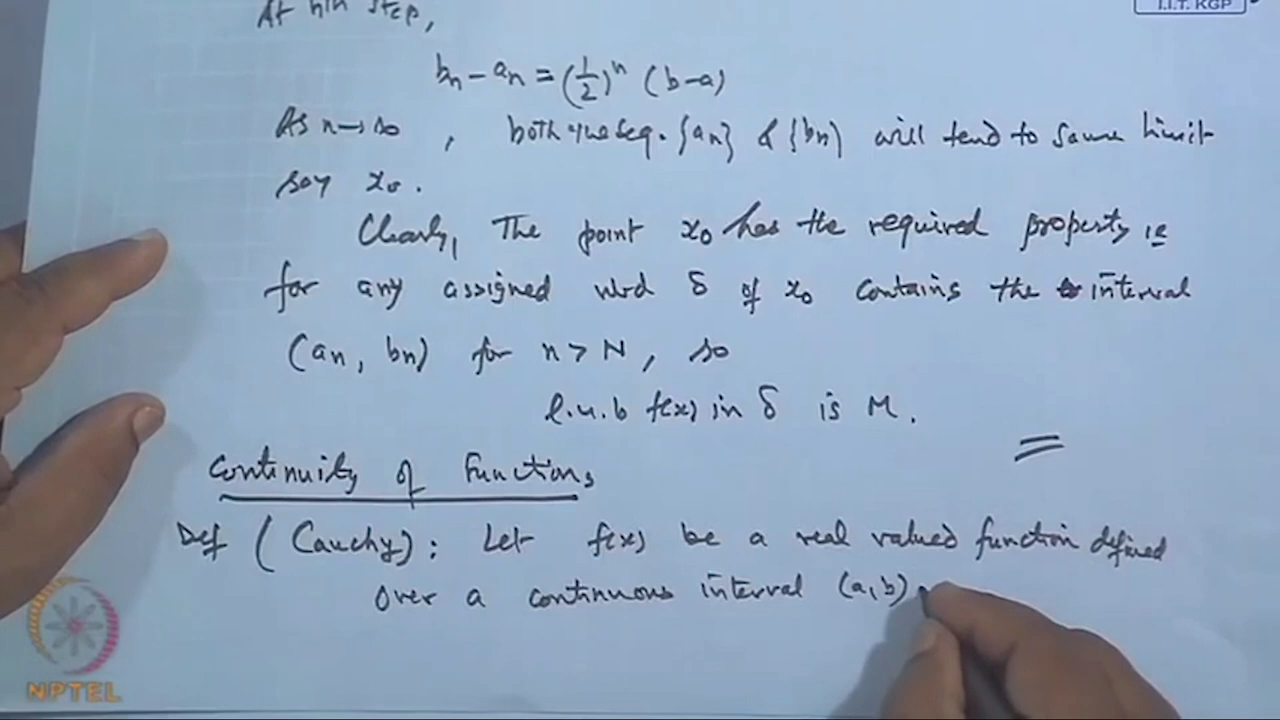 At nth step,
I.I.T. KGP
bn - an = (1/2)^n (b-a)
As n→∞, both the seq. {an} & {bn} will tend to same limit
say x₀.
Clearly, The point x₀ has the required property ie
for any assigned nbd δ of x₀ contains the interval
(an, bn) for n > N, so
l.u.b f(x) in δ is M.
Continuity of Functions
Def (Cauchy): Let f(x) be a real valued function defined
over a continuous interval (a,b)
NPTEL